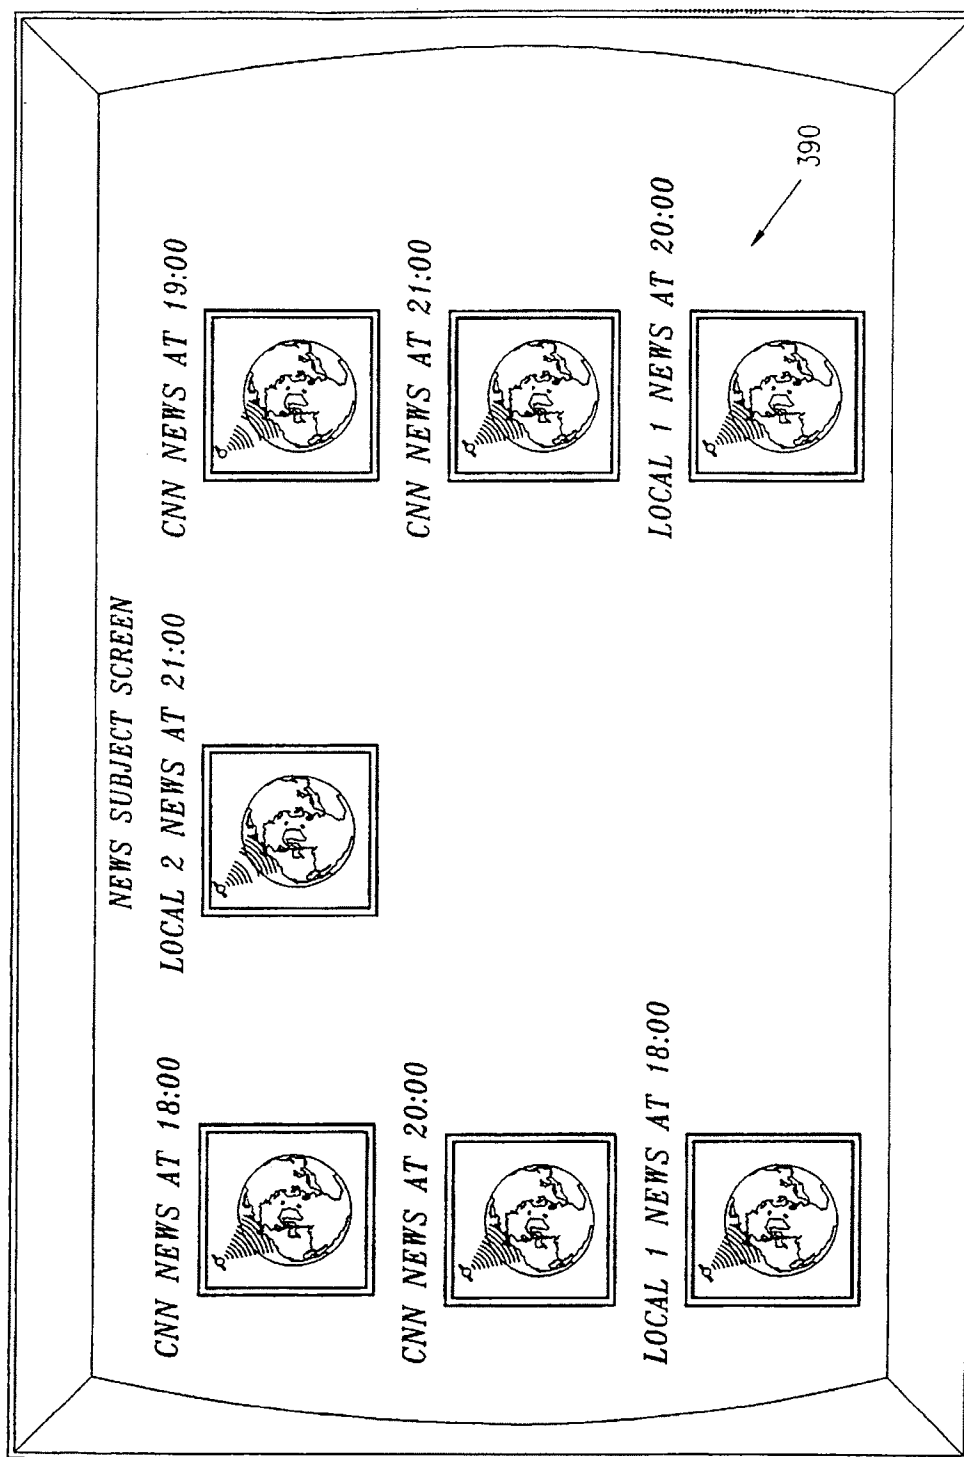 NEWS SUBJECT SCREEN
CNN NEWS AT 18:00
LOCAL 2 NEWS AT 21:00
CNN NEWS AT 19:00
CNN NEWS AT 20:00
CNN NEWS AT 21:00
LOCAL 1 NEWS AT 18:00
LOCAL 1 NEWS AT 20:00
390